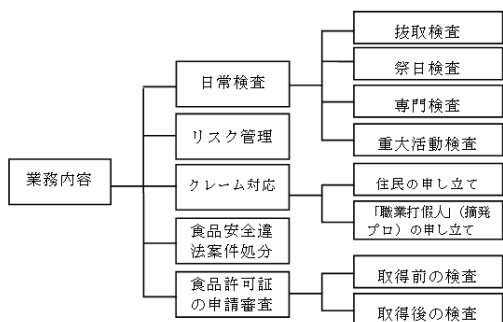 業務内容
日常検査
抜取検査
祭日検査
専門検査
重大活動検査
リスク管理
クレーム対応
住民の申し立て
「職業打假人」(摘発
プロ)の申し立て
食品安全違
法案件処分
食品許可証
の申請審査
取得前の検査
取得後の検査